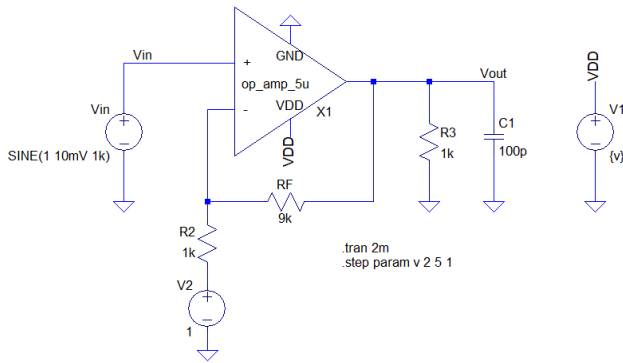 GND
Vin
+
op_amp_5u
VDD
-
X1
VDD
Vout
Vin
+
−
SINE(1 10mV 1k)
R3
1k
C1
100p
VDD
V1
+
−
{v}
RF
9k
R2
1k
.tran 2m
.step param v 2 5 1
V2
+
−
1